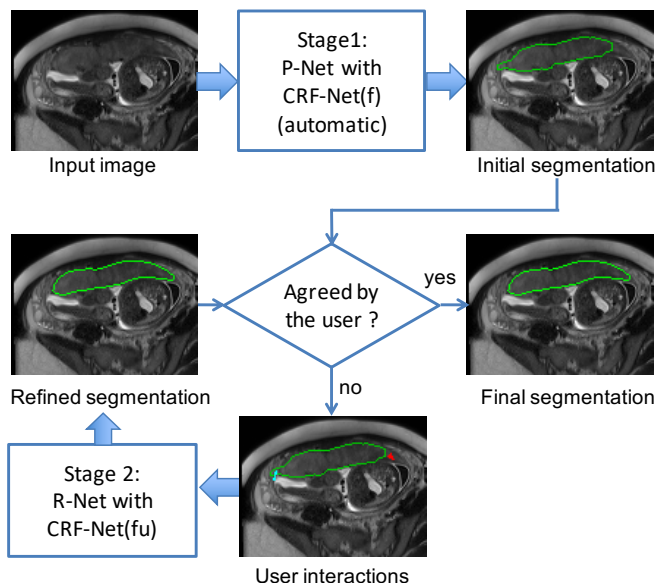 Stage1:
P-Net with
CRF-Net(f)
(automatic)
Input image
Initial segmentation
Agreed by
the user ?
yes
no
Refined segmentation
Final segmentation
Stage 2:
R-Net with
CRF-Net(fu)
User interactions